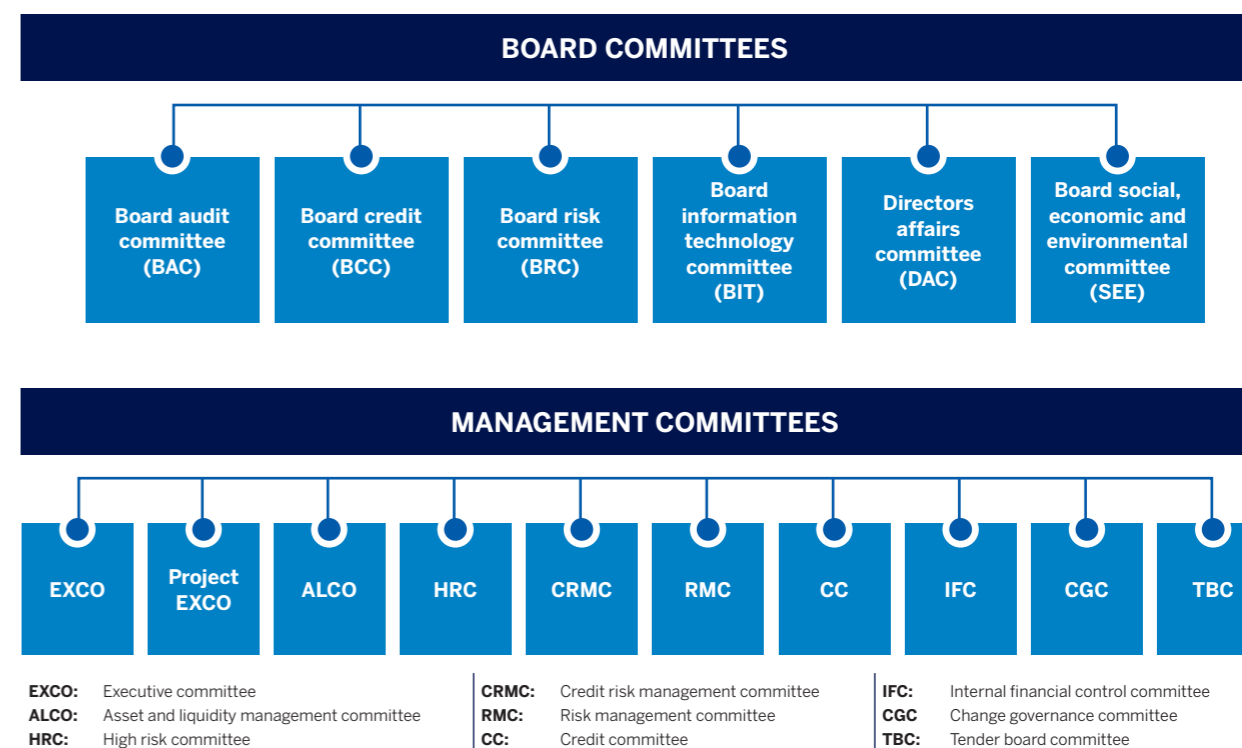 BOARD COMMITTEES
Board audit
committee
(BAC)
Board credit
committee
(BCC)
Board risk
committee
(BRC)
Board
information
technology
committee
(BIT)
Directors
affairs
committee
(DAC)
Board social,
economic and
environmental
committee
(SEE)
MANAGEMENT COMMITTEES
EXCO
Project
EXCO
ALCO
HRC
CRMC
RMC
CC
IFC
CGC
TBC
EXCO: Executive committee
ALCO: Asset and liquidity management committee
HRC: High risk committee
CRMC: Credit risk management committee
RMC: Risk management committee
CC: Credit committee
IFC: Internal financial control committee
CGC Change governance committee
TBC: Tender board committee